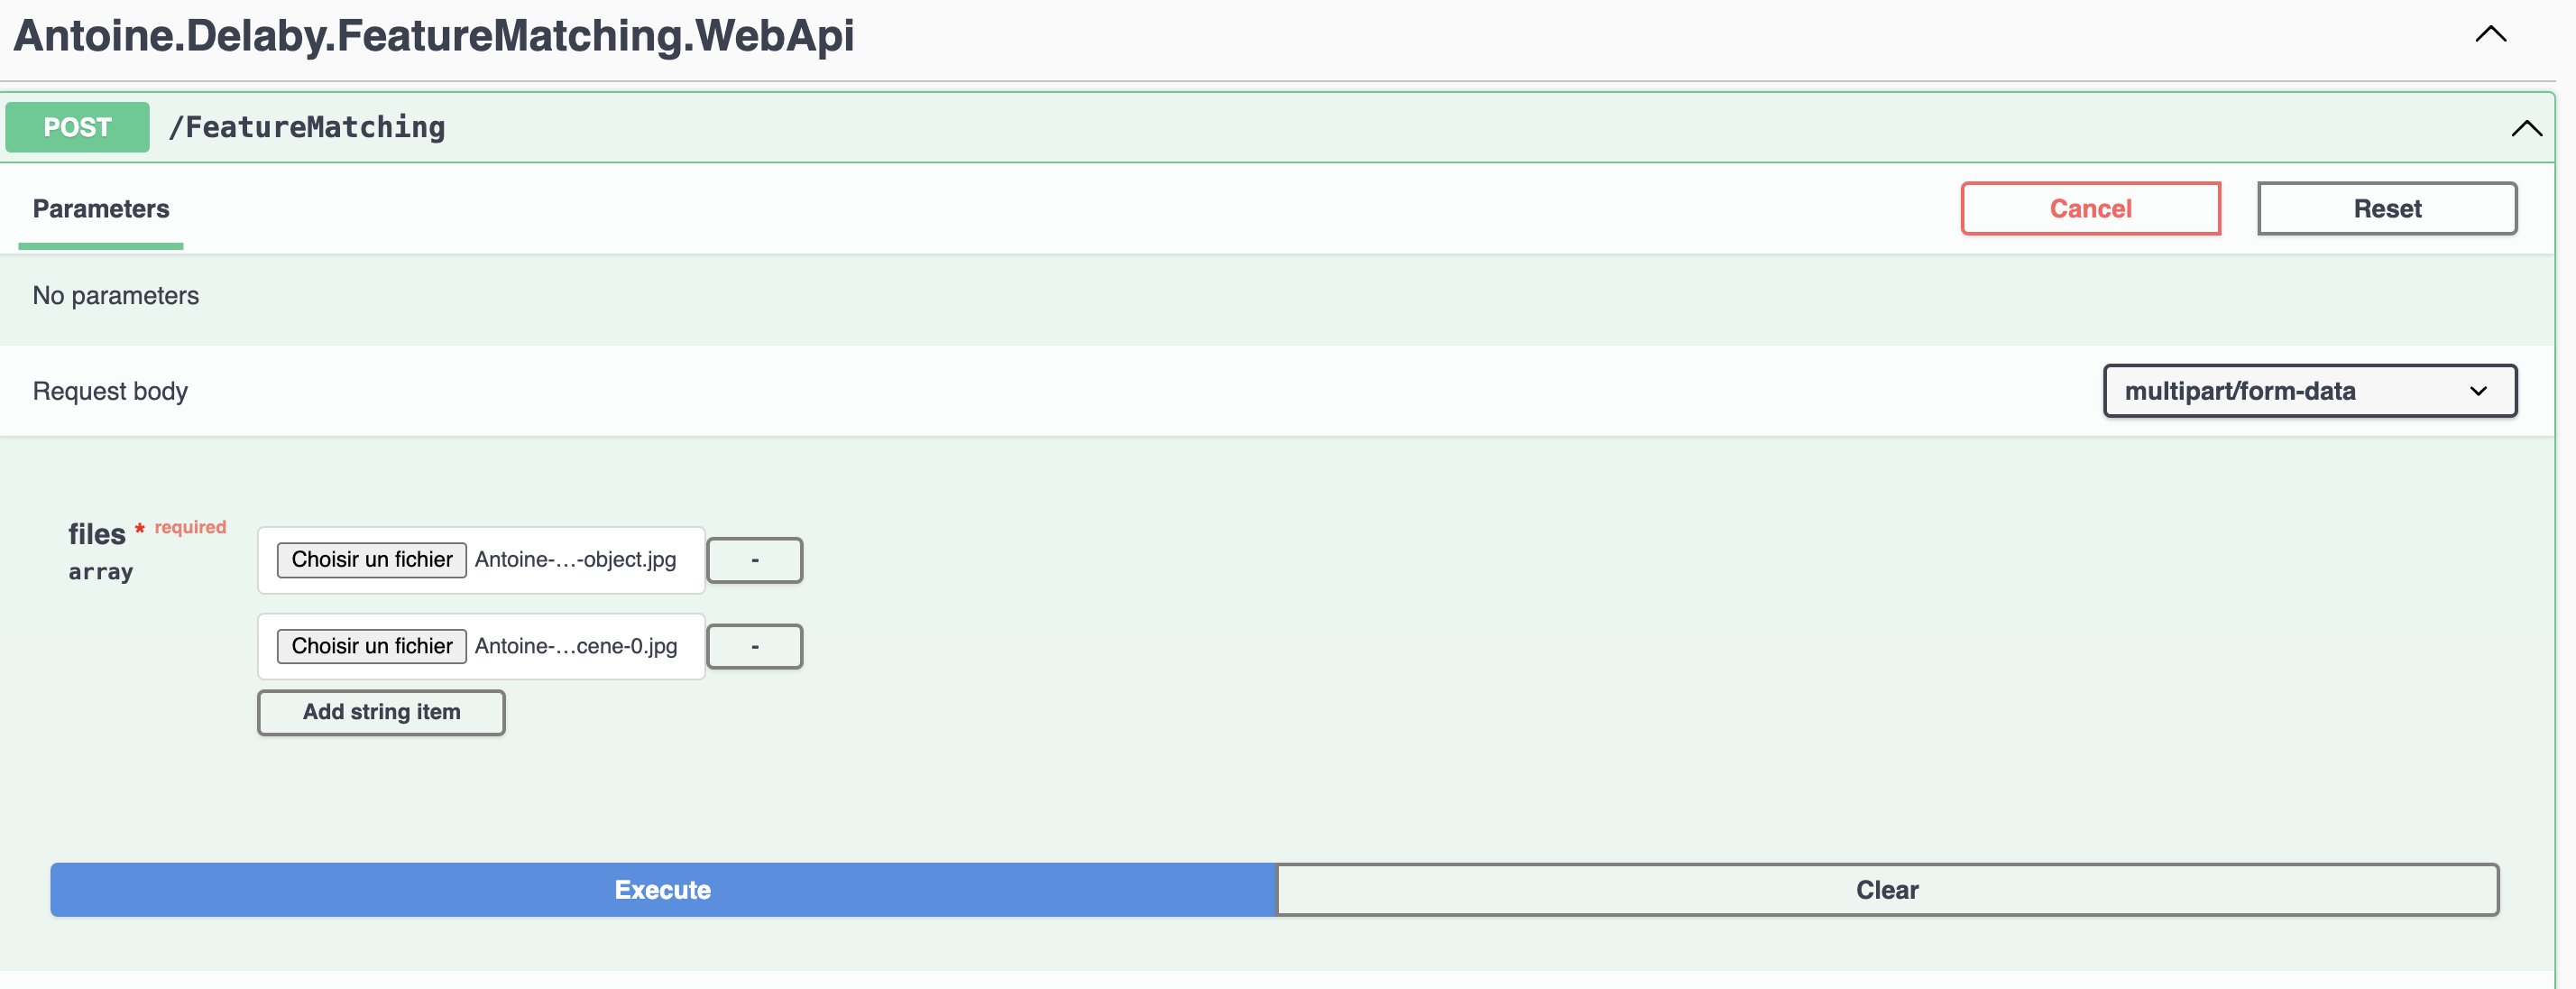 Antoine.Delaby.FeatureMatching.WebApi
POST /FeatureMatching
Parameters
Cancel
Reset
No parameters
Request body
multipart/form-data
files * required
array
Choisir un fichier Antoine-...-object.jpg
-
Choisir un fichier Antoine-...cene-0.jpg
-
Add string item
Execute
Clear